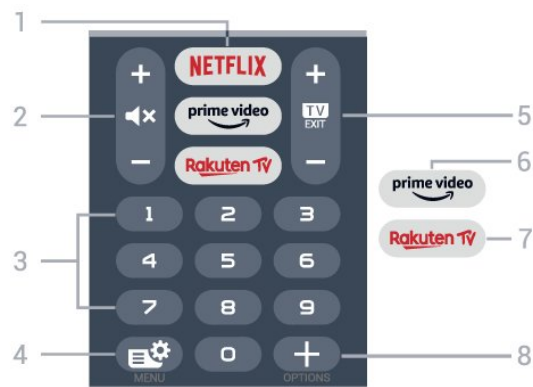 1
NETFLIX
+ +
2
prime video
TV
EXIT
5
6
prime video
- -
Rakuten TV
Rakuten TV
7
1 2 3
3
4 5 6
7 8 9
4
0
+
8
MENU
OPTIONS